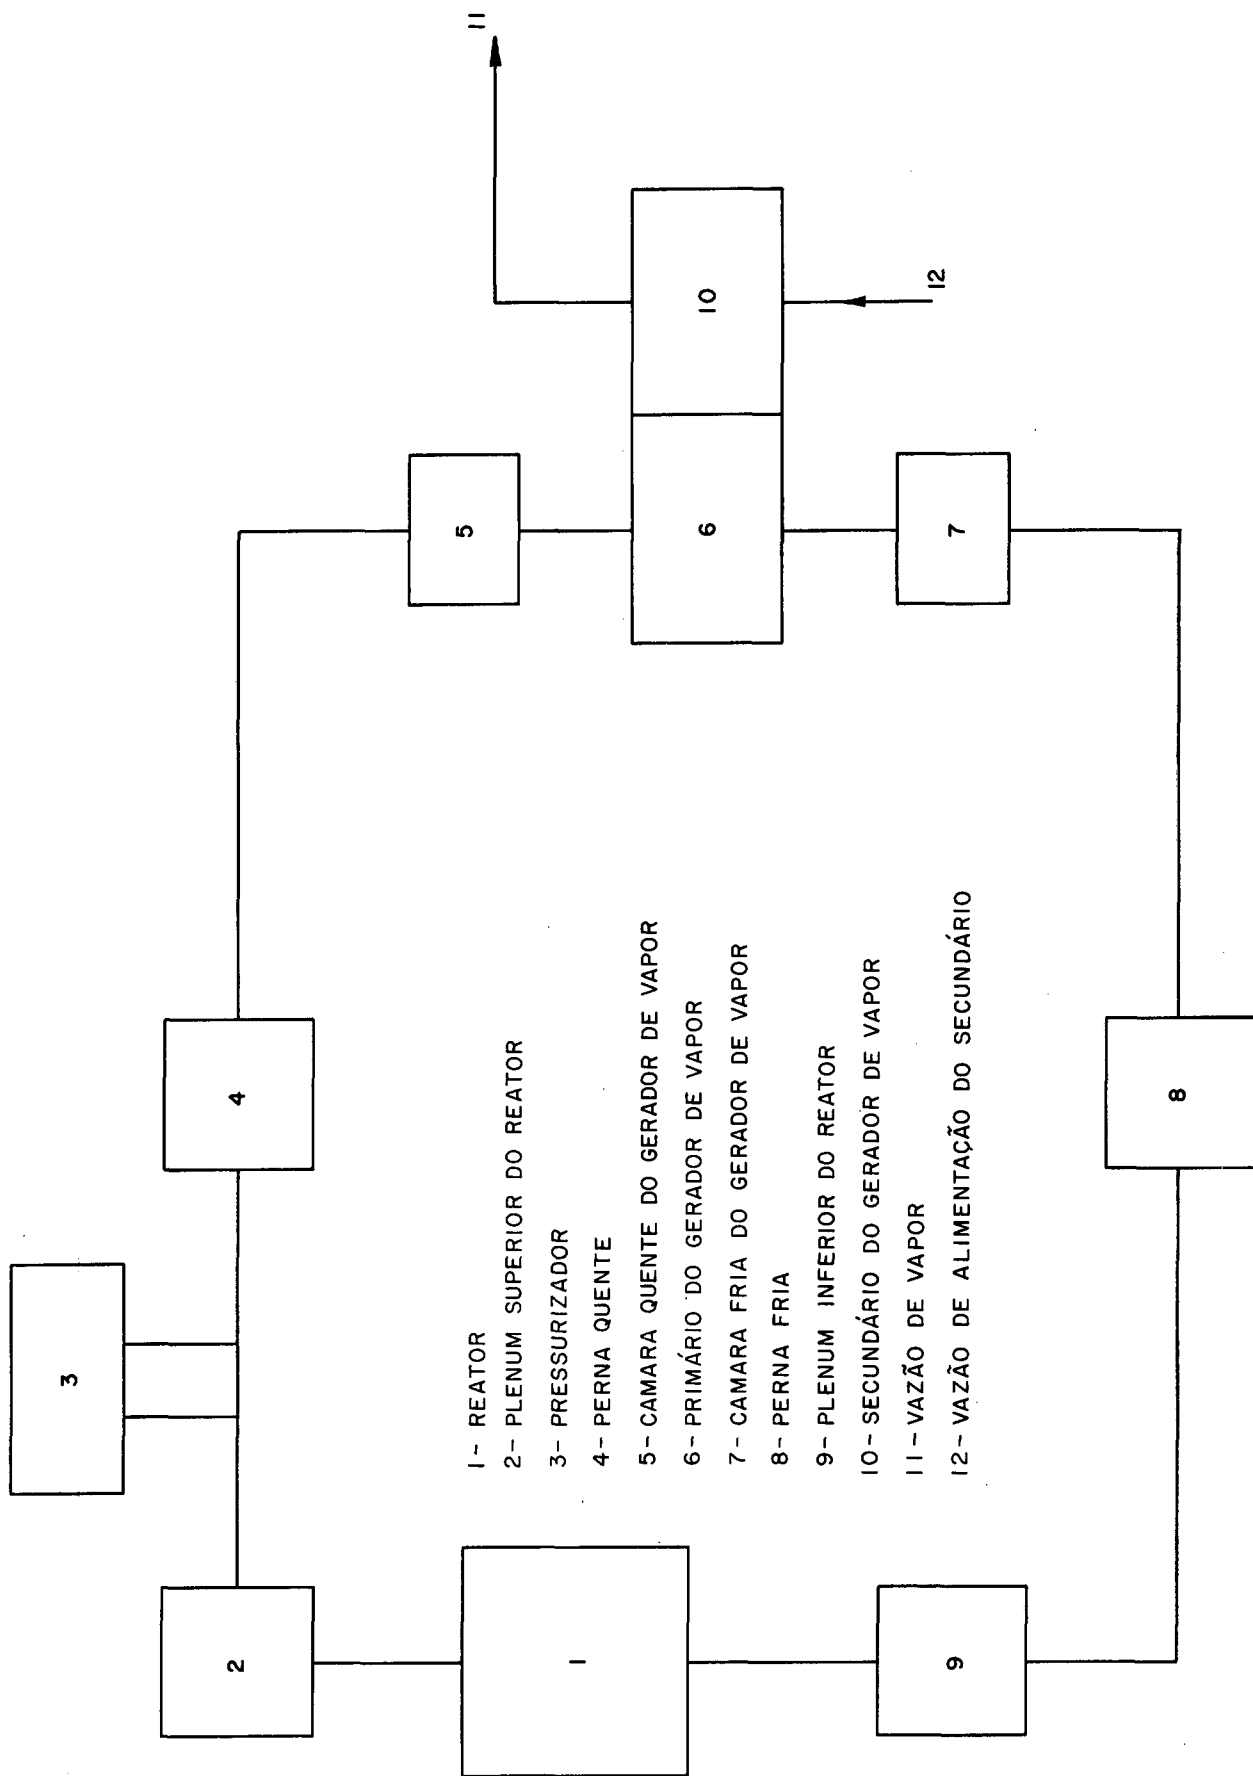 1- REATOR
2- PLENUM SUPERIOR DO REATOR
3- PRESSURIZADOR
4- PERNA QUENTE
5- CAMARA QUENTE DO GERADOR DE VAPOR
6- PRIMÁRIO DO GERADOR DE VAPOR
7- CAMARA FRIA DO GERADOR DE VAPOR
8- PERNA FRIA
9- PLENUM INFERIOR DO REATOR
10- SECUNDÁRIO DO GERADOR DE VAPOR
11- VAZÃO DE VAPOR
12- VAZÃO DE ALIMENTAÇÃO DO SECUNDÁRIO
3
2
4
11
5
1
6
10
12
9
7
8